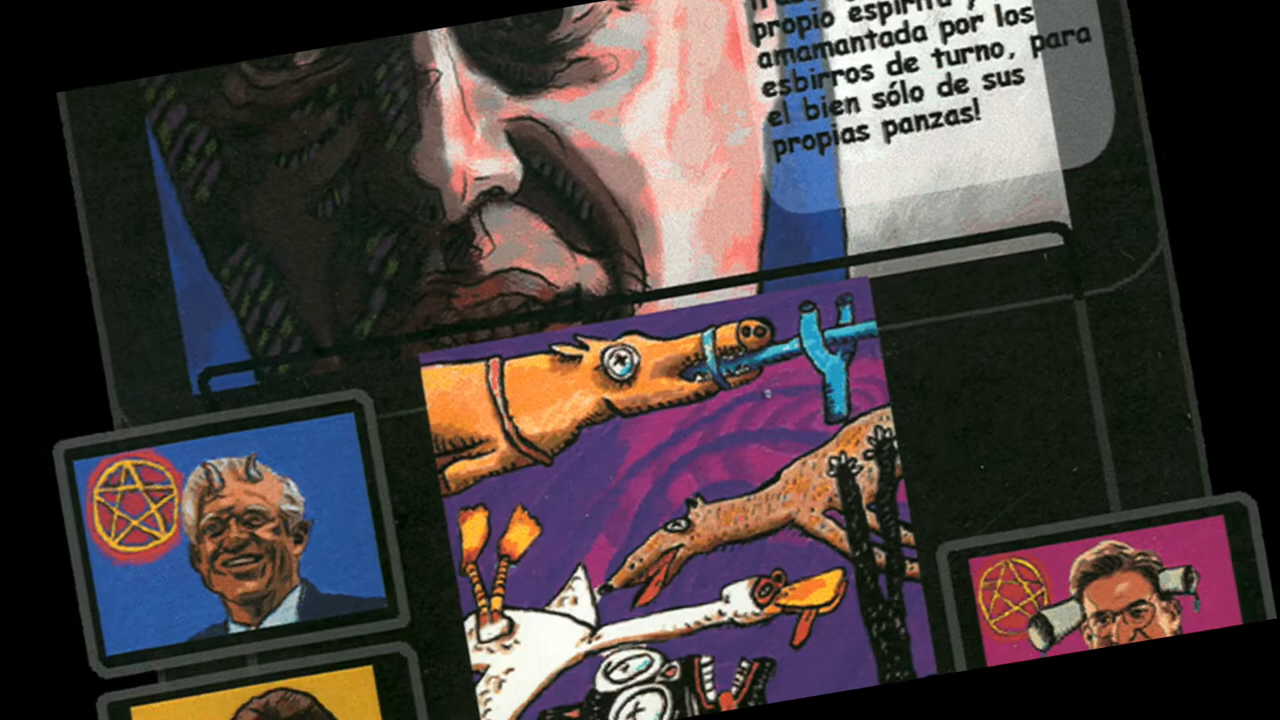 propio espíritu y
amamantada por los
esbirros de turno, para
el bien sólo de sus
propias panzas!